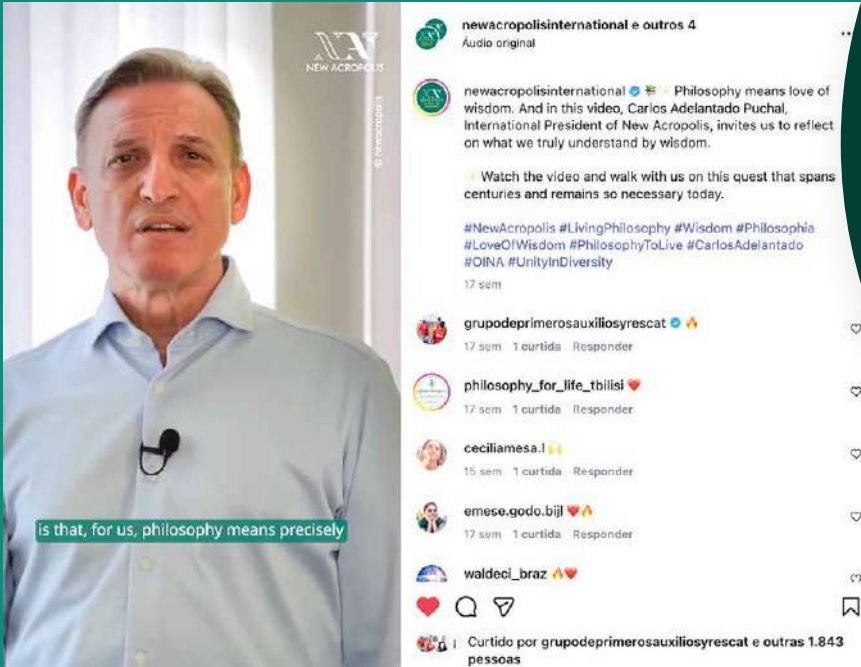 NEW ACROPOLIS
© newacropolis
is that, for us, philosophy means precisely
newacropolisinternational e outros 4
Áudio original
newacropolisinternational Philosophy means love of
wisdom. And in this video, Carlos Adelantado Puchal,
International President of New Acropolis, invites us to reflect
on what we truly understand by wisdom.
Watch the video and walk with us on this quest that spans
centuries and remains so necessary today.
#NewAcropolis #LivingPhilosophy #Wisdom #Philosophia
#LoveOfWisdom #PhilosophyToLive #CarlosAdelantado
#OINA #UnityInDiversity
17 sem
grupodeprimerosauxiliosyrescat 🔥
17 sem 1 curtida Responder
philosophy_for_life_tbilisi ❤️
17 sem 1 curtida Responder
ceciliamesa.l 🙌
15 sem 1 curtida Responder
emese.godo.bijl ❤️🔥
17 sem 1 curtida Responder
waldeci_braz 🔥❤️
Curtido por grupodeprimerosauxiliosyrescat e outras 1.843
pessoas